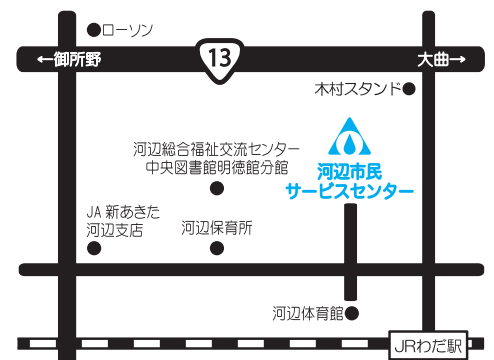 ローソン
←御所野
13
大曲→
木村スタンド
河辺総合福祉交流センター
中央図書館明徳館分館
河辺市民
サービスセンター
JA 新あきた
河辺支店
河辺保育所
河辺体育館
JRわだ駅